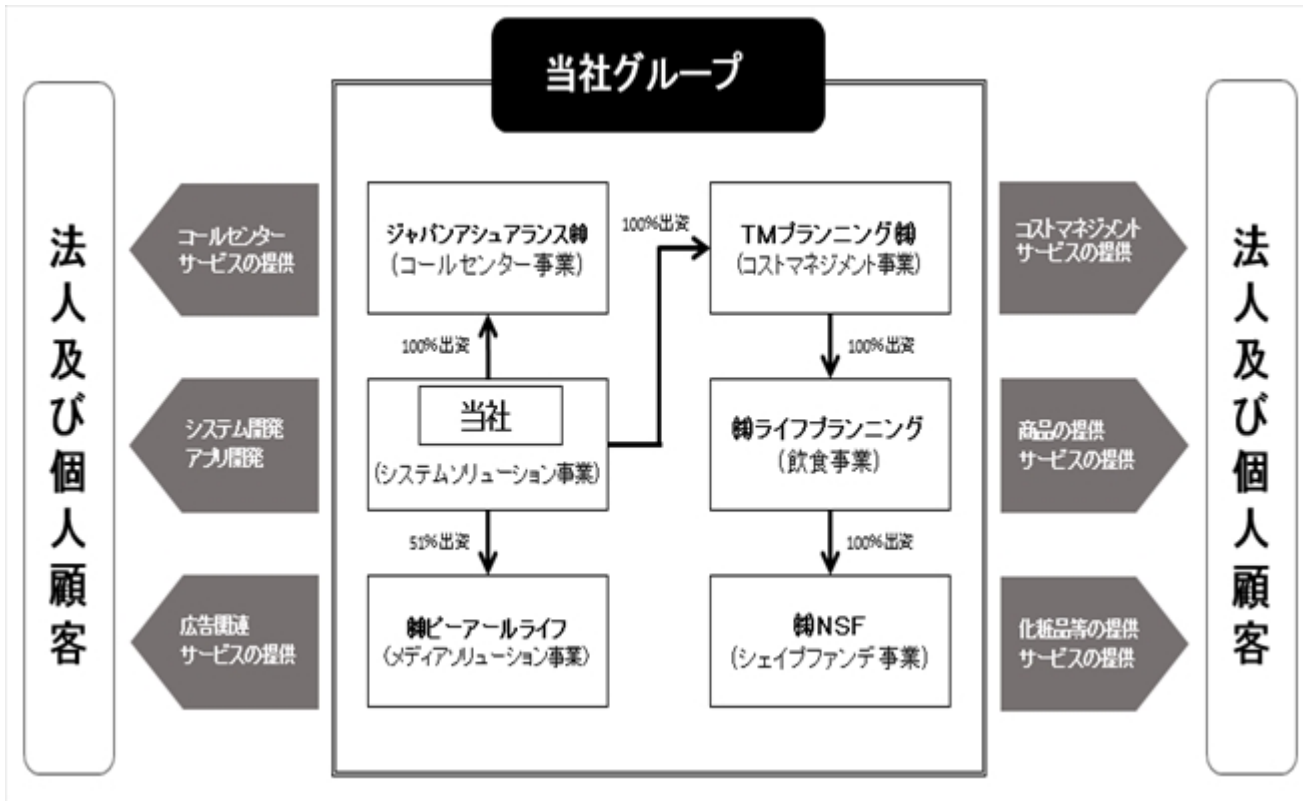 当社グループ
法人及び個人顧客
コールセンター
サービスの提供
システム開発
アプリ開発
広告関連
サービスの提供
ジャパンアシュアランス㈱
(コールセンター事業)
100%出資
当社
(システムソリューション事業)
51%出資
㈱ピーアールライフ
(メディアソリューション事業)
100%出資
TMプランニング㈱
(コストマネジメント事業)
100%出資
㈱ライフプランニング
(飲食事業)
100%出資
㈱NSF
(シェイプファンデ事業)
コストマネジメント
サービスの提供
商品の提供
サービスの提供
化粧品等の提供
サービスの提供
法人及び個人顧客